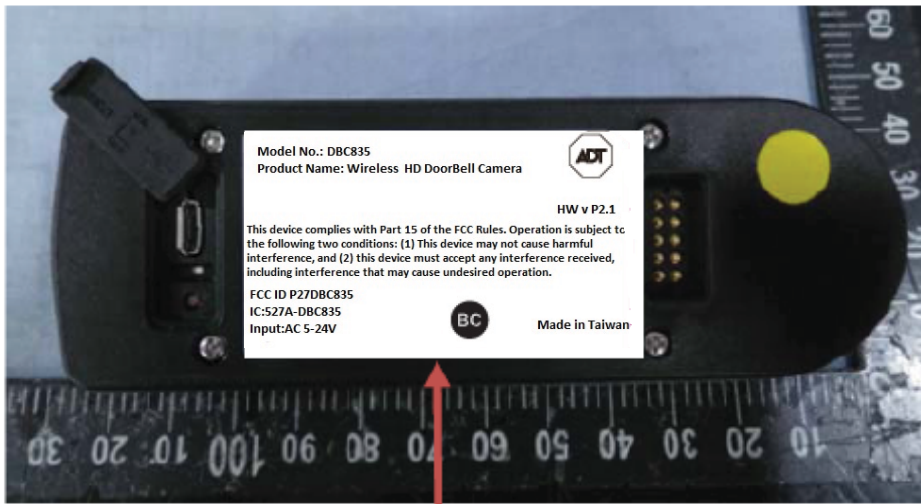 Model No.: DBC835
Product Name: Wireless HD DoorBell Camera
ADT
HW v P2.1
This device complies with Part 15 of the FCC Rules. Operation is subject to
the following two conditions: (1) This device may not cause harmful
interference, and (2) this device must accept any interference received,
including interference that may cause undesired operation.
FCC ID P27DBC835
IC:527A-DBC835
Input:AC 5-24V
BC
Made in Taiwan
60
50
40
30
30 20 10 100 90 80 70 60 50 40 30 20 10